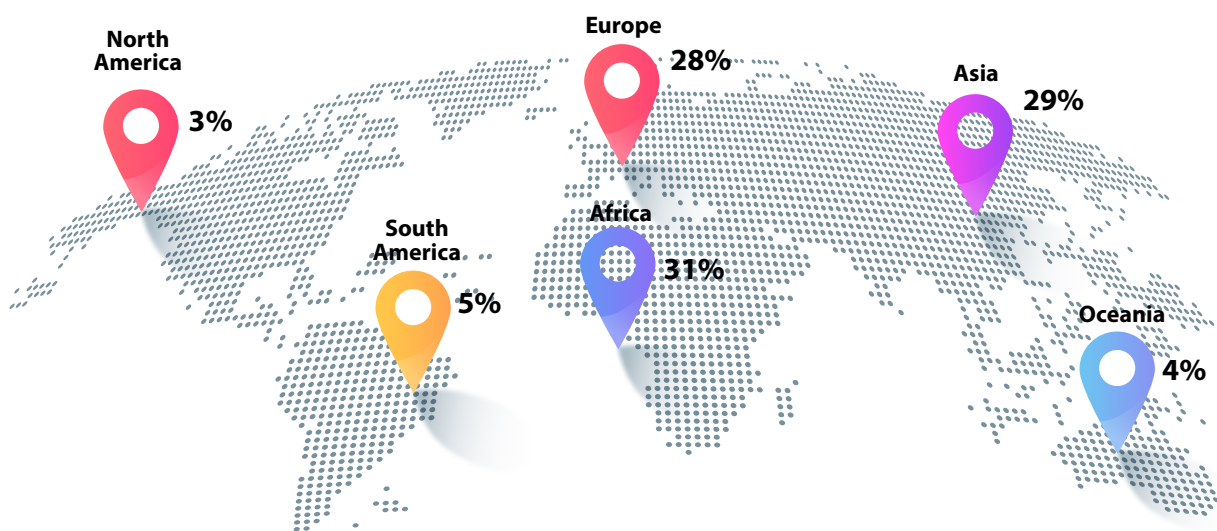 North
America
3%
Europe
28%
Asia
29%
South
America
5%
Africa
31%
Oceania
4%